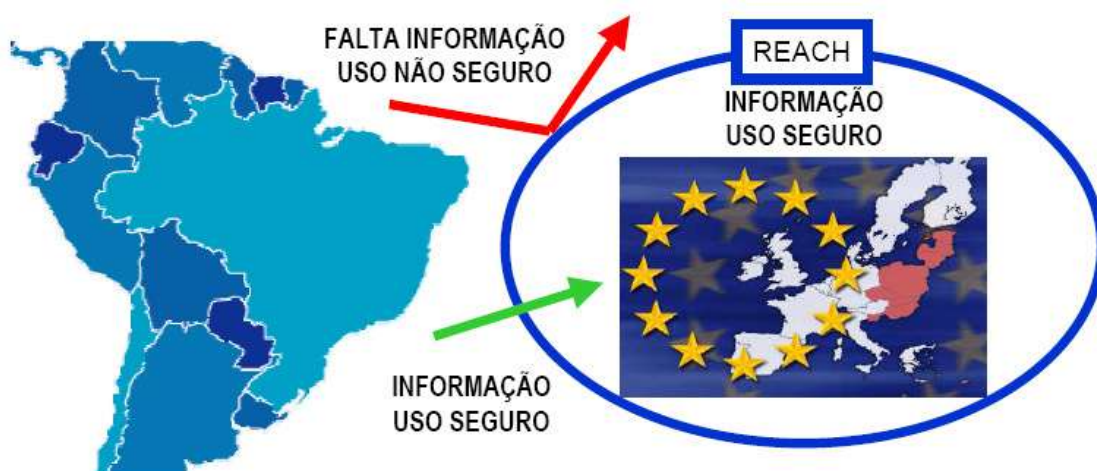 FALTA INFORMAÇÃO
USO NÃO SEGURO
REACH
INFORMAÇÃO
USO SEGURO
INFORMAÇÃO
USO SEGURO